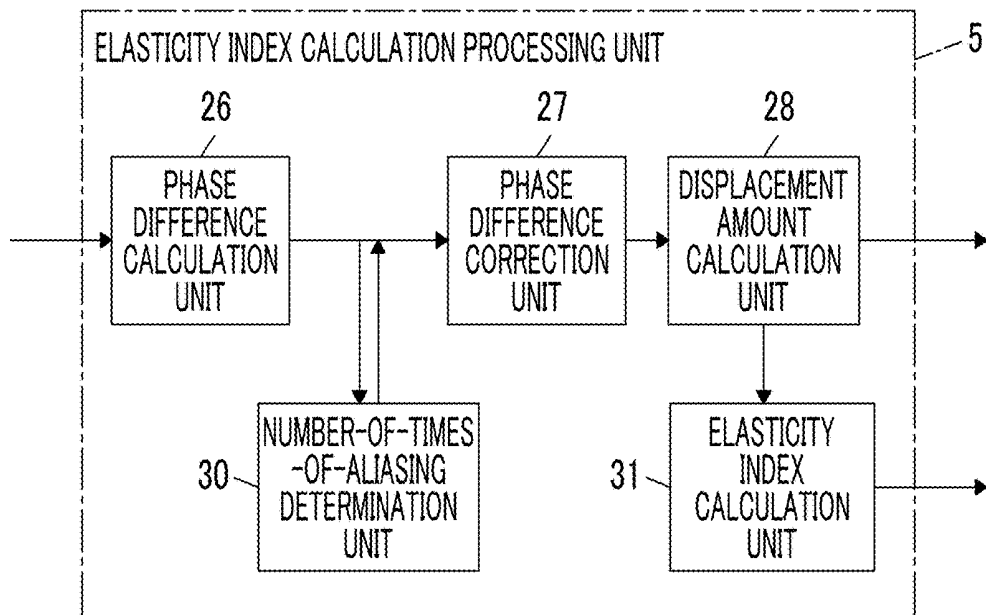 ELASTICITY INDEX CALCULATION PROCESSING UNIT
5
26
27
28
PHASE
DIFFERENCE
CALCULATION
UNIT
PHASE
DIFFERENCE
CORRECTION
UNIT
DISPLACEMENT
AMOUNT
CALCULATION
UNIT
30
NUMBER-OF-TIMES
-OF-ALIASING
DETERMINATION
UNIT
31
ELASTICITY
INDEX
CALCULATION
UNIT